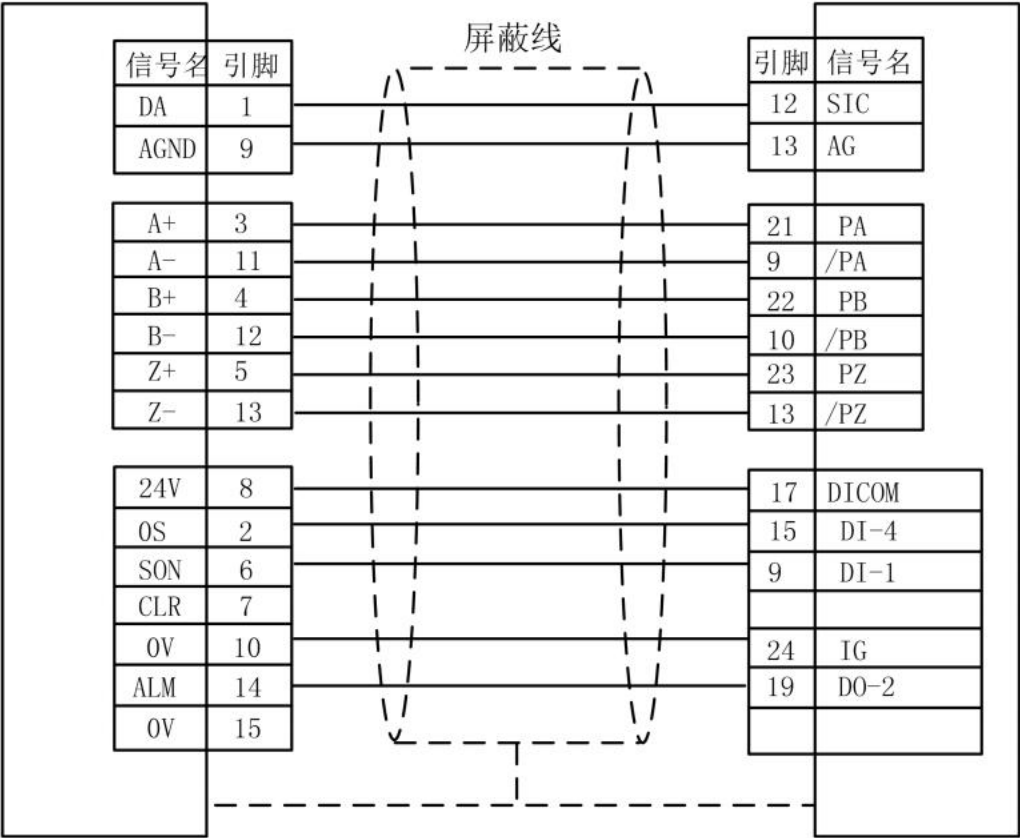 屏蔽线
信号名 引脚
DA 1
AGND 9
A+ 3
A- 11
B+ 4
B- 12
Z+ 5
Z- 13
24V 8
OS 2
SON 6
CLR 7
0V 10
ALM 14
0V 15
引脚 信号名
12 SIC
13 AG
21 PA
9 /PA
22 PB
10 /PB
23 PZ
13 /PZ
17 DICOM
15 DI-4
9 DI-1
24 IG
19 DO-2